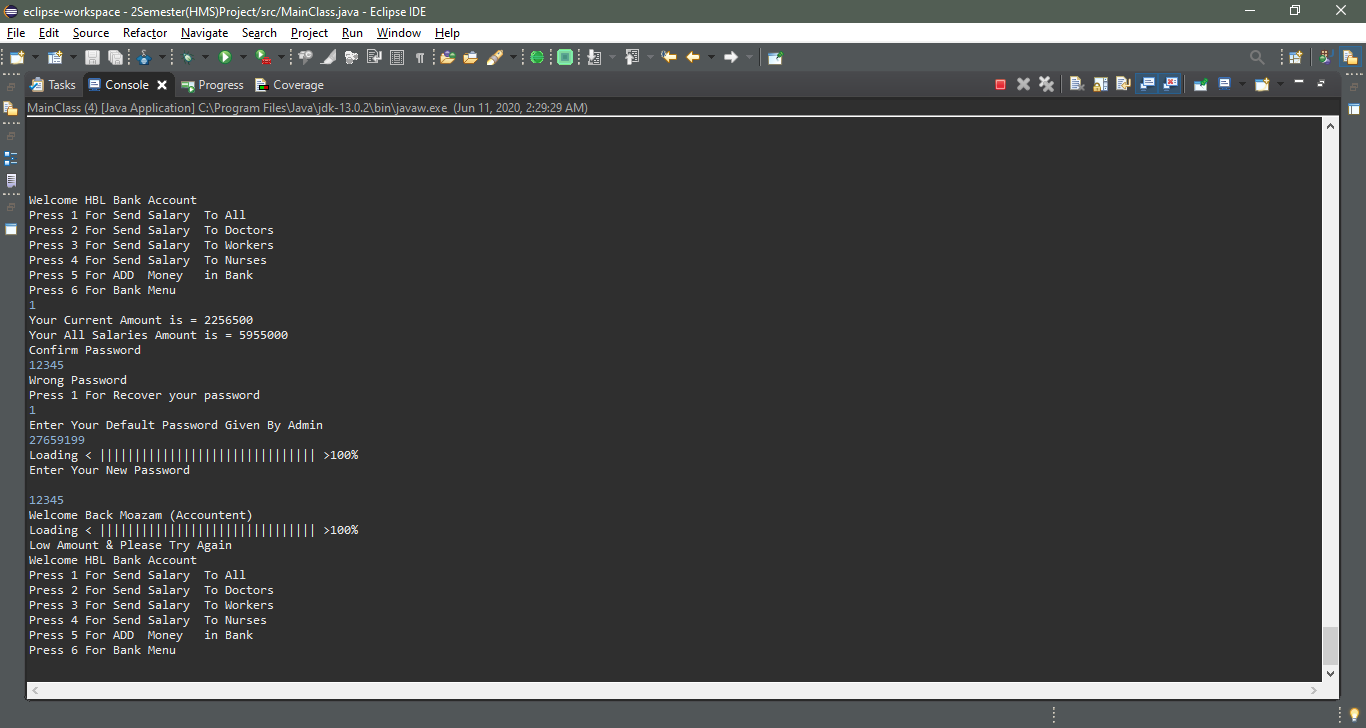 eclipse-workspace - 2Semester(HMS)Project/src/MainClass.java - Eclipse IDE
File Edit Source Refactor Navigate Search Project Run Window Help
Tasks Console Progress Coverage
MainClass (4) [Java Application] C:\Program Files\Java\jdk-13.0.2\bin\javaw.exe (Jun 11, 2020, 2:29:29 AM)
Welcome HBL Bank Account
Press 1 For Send Salary  To All
Press 2 For Send Salary  To Doctors
Press 3 For Send Salary  To Workers
Press 4 For Send Salary  To Nurses
Press 5 For ADD  Money   in Bank
Press 6 For Bank Menu
1
Your Current Amount is = 2256500
Your All Salaries Amount is = 5955000
Confirm Password
12345
Wrong Password
Press 1 For Recover your password
1
Enter Your Default Password Given By Admin
27659199
Loading < ||||||||||||||||||||||||||||||| >100%
Enter Your New Password
12345
Welcome Back Moazam (Accountent)
Loading < ||||||||||||||||||||||||||||||| >100%
Low Amount & Please Try Again
Welcome HBL Bank Account
Press 1 For Send Salary  To All
Press 2 For Send Salary  To Doctors
Press 3 For Send Salary  To Workers
Press 4 For Send Salary  To Nurses
Press 5 For ADD  Money   in Bank
Press 6 For Bank Menu